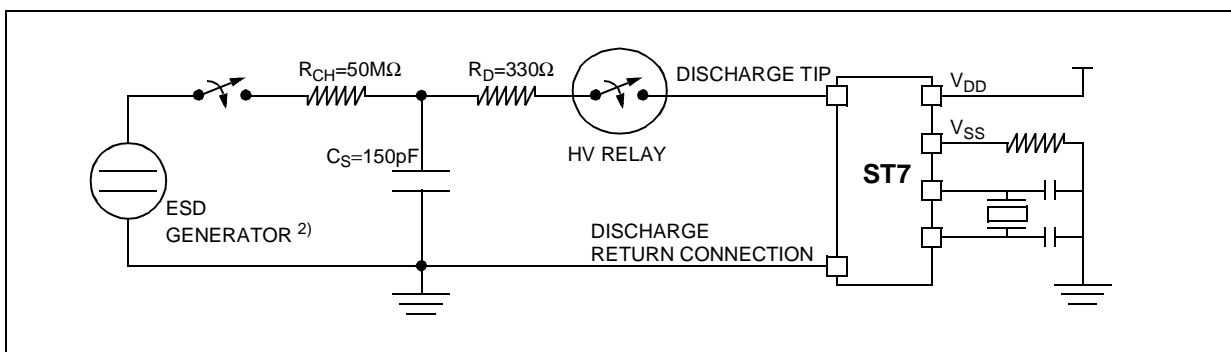 R_CH=50MΩ
R_D=330Ω
DISCHARGE TIP
V_DD
V_SS
C_S=150pF
HV RELAY
ST7
ESD
GENERATOR 2)
DISCHARGE
RETURN CONNECTION